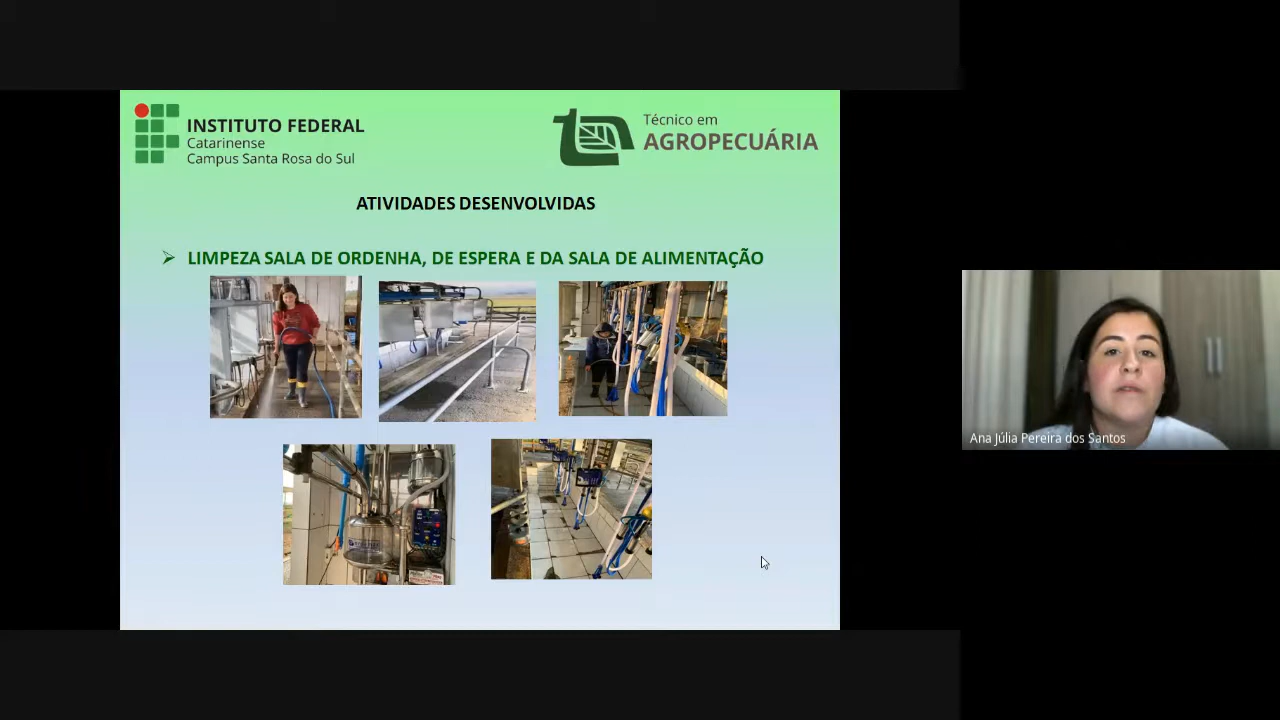 INSTITUTO FEDERAL
Catarinense
Campus Santa Rosa do Sul
Técnico em
AGROPECUÁRIA
ATIVIDADES DESENVOLVIDAS
LIMPEZA SALA DE ORDENHA, DE ESPERA E DA SALA DE ALIMENTAÇÃO
Ana Júlia Pereira dos Santos